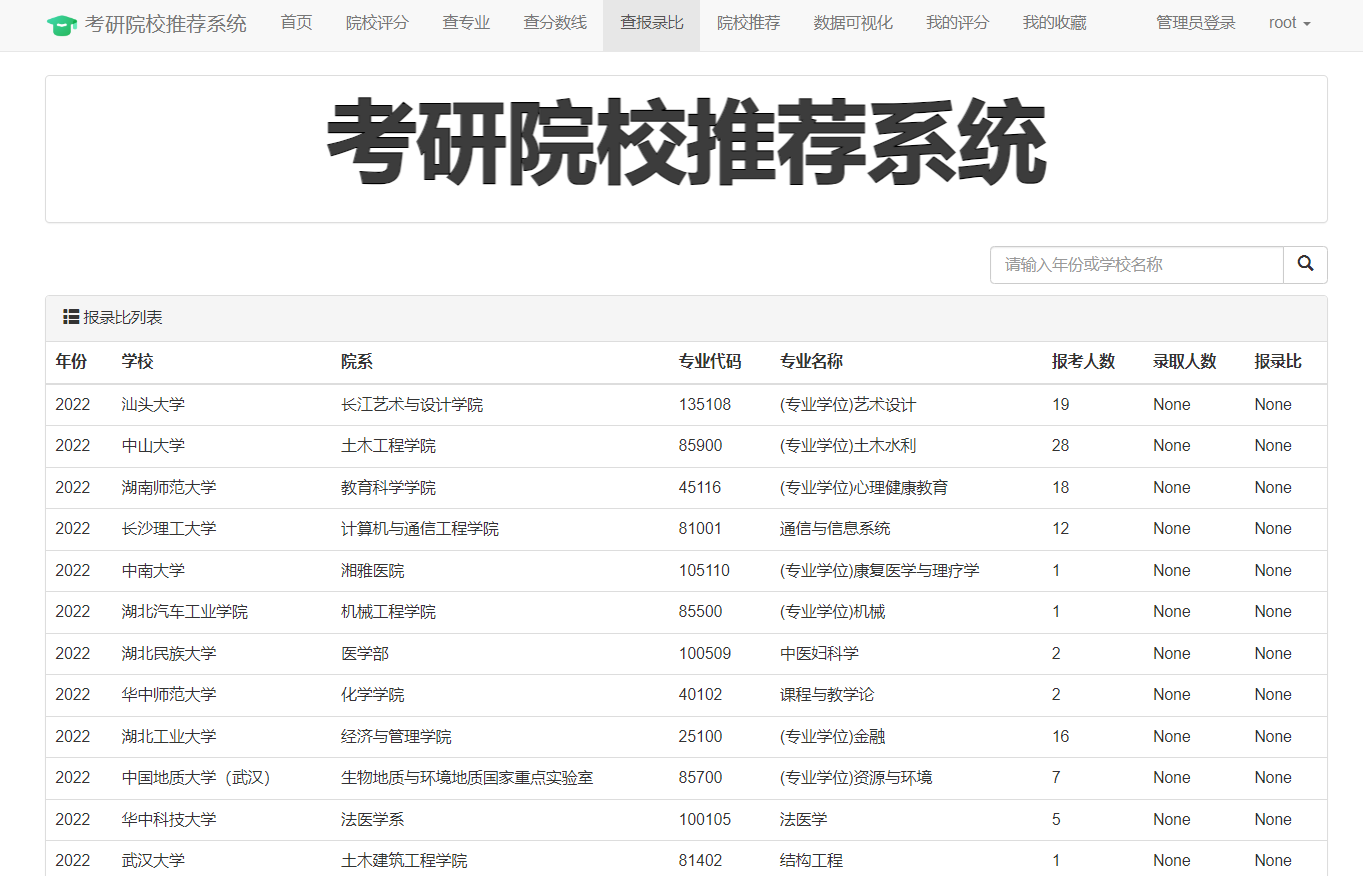 考研院校推荐系统 首页 院校评分 查专业 查分数线 查报录比 院校推荐 数据可视化 我的评分 我的收藏 管理员登录 root
考研院校推荐系统
请输入年份或学校名称
报录比列表
年份 学校 院系 专业代码 专业名称 报考人数 录取人数 报录比
2022 汕头大学 长江艺术与设计学院 135108 (专业学位)艺术设计 19 None None
2022 中山大学 土木工程学院 85900 (专业学位)土木水利 28 None None
2022 湖南师范大学 教育科学学院 45116 (专业学位)心理健康教育 18 None None
2022 长沙理工大学 计算机与通信工程学院 81001 通信与信息系统 12 None None
2022 中南大学 湘雅医院 105110 (专业学位)康复医学与理疗学 1 None None
2022 湖北汽车工业学院 机械工程学院 85500 (专业学位)机械 1 None None
2022 湖北民族大学 医学部 100509 中医妇科学 2 None None
2022 华中师范大学 化学学院 40102 课程与教学论 2 None None
2022 湖北工业大学 经济与管理学院 25100 (专业学位)金融 16 None None
2022 中国地质大学（武汉） 生物地质与环境地质国家重点实验室 85700 (专业学位)资源与环境 7 None None
2022 华中科技大学 法医学系 100105 法医学 5 None None
2022 武汉大学 土木建筑工程学院 81402 结构工程 1 None None